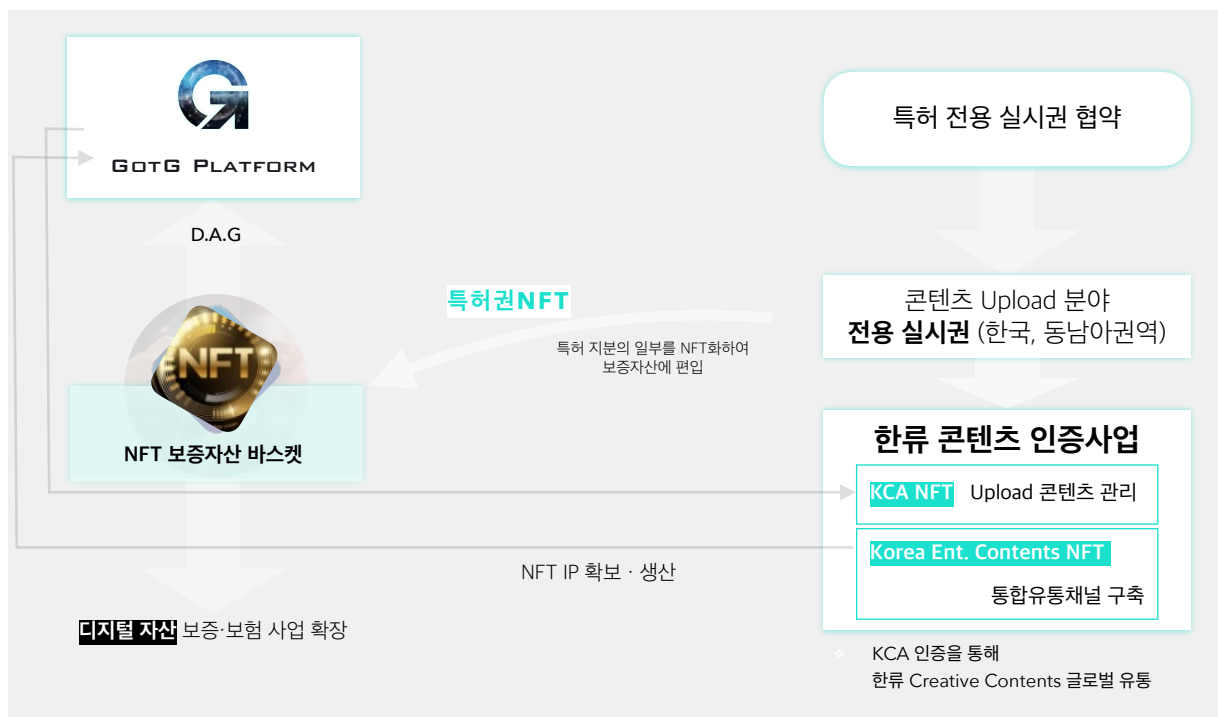 GOTG PLATFORM
D.A.G
NFT
NFT 보증자산 바스켓
디지털 자산 보증·보험 사업 확장
특허권NFT
특허 지분의 일부를 NFT화하여
보증자산에 편입
NFT IP 확보 · 생산
특허 전용 실시권 협약
콘텐츠 Upload 분야
전용 실시권 (한국, 동남아권역)
한류 콘텐츠 인증사업
KCA NFT Upload 콘텐츠 관리
Korea Ent. Contents NFT
통합유통채널 구축
❖ KCA 인증을 통해
한류 Creative Contents 글로벌 유통